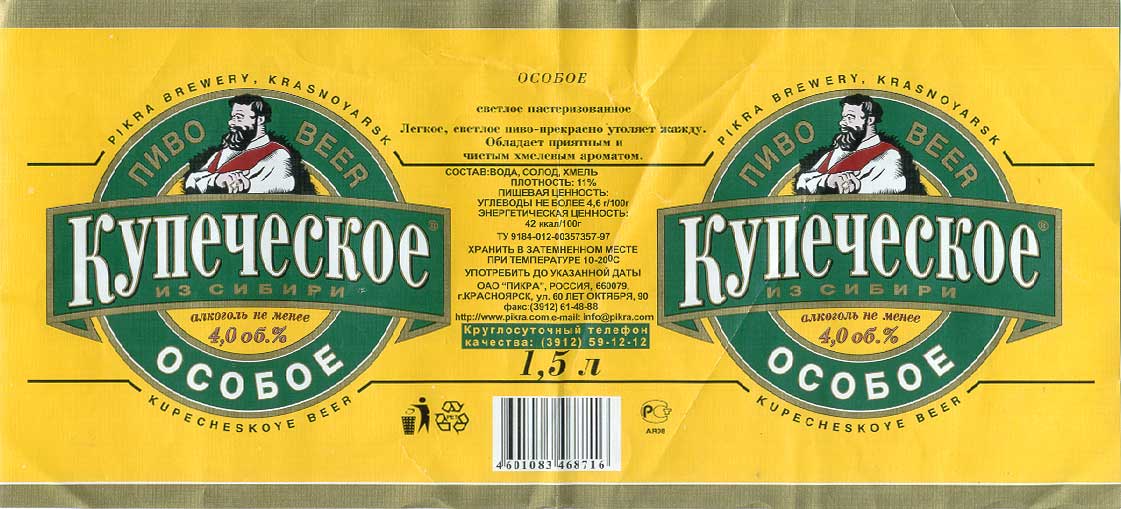 PIKRA BREWERY, KRASNOYARSK
ПИВО BEER
Купеческое®
ИЗ СИБИРИ
алкоголь не менее
4,0 об.%
ОСОБОЕ
KUPECHESKOYE BEER
ОСОБОЕ
светлое пастеризованное
Легкое, светлое пиво-прекрасно утоляет жажду.
Обладает приятным и
чистым хмелевым ароматом.
СОСТАВ:ВОДА, СОЛОД, ХМЕЛЬ
ПЛОТНОСТЬ: 11%
ПИЩЕВАЯ ЦЕННОСТЬ:
УГЛЕВОДЫ НЕ БОЛЕЕ 4,6 г/100г
ЭНЕРГЕТИЧЕСКАЯ ЦЕННОСТЬ:
42 ккал/100г
ТУ 9184-012-00357357-97
ХРАНИТЬ В ЗАТЕМНЕННОМ МЕСТЕ
ПРИ ТЕМПЕРАТУРЕ 10-20⁰С
УПОТРЕБИТЬ ДО УКАЗАННОЙ ДАТЫ
ОАО "ПИКРА", РОССИЯ, 660079,
г.КРАСНОЯРСК, ул. 60 ЛЕТ ОКТЯБРЯ, 90
факс:(3912) 61-48-88
http://www.pikra.com.e-mail: info@pikra.com
Круглосуточный телефон
качества: (3912) 59-12-12
1,5 л
4601083468716
РСТ
АЯ98
PIKRA BREWERY, KRASNOYARSK
ПИВО BEER
Купеческое®
ИЗ СИБИРИ
алкоголь не менее
4,0 об.%
ОСОБОЕ
KUPECHESKOYE BEER